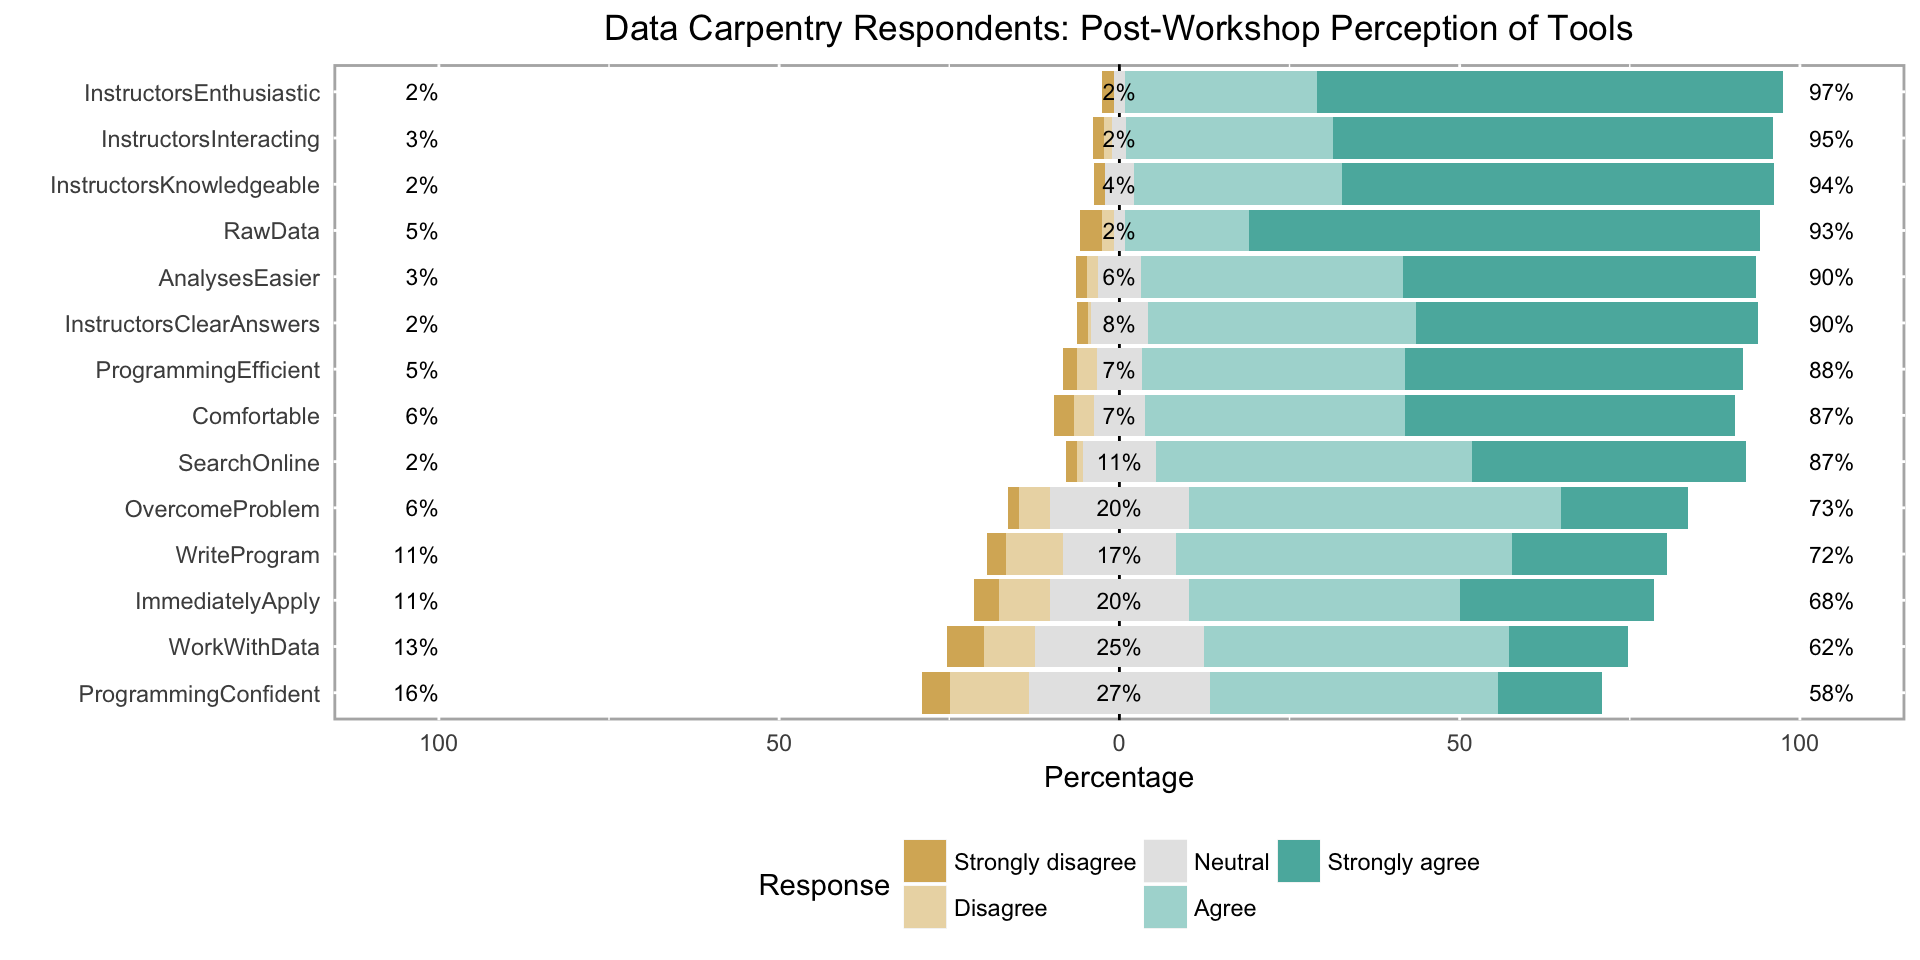 Data Carpentry Respondents: Post-Workshop Perception of Tools
InstructorsEnthusiastic 2% 2% 97%
InstructorsInteracting 3% 2% 95%
InstructorsKnowledgeable 2% 4% 94%
RawData 5% 2% 93%
AnalysesEasier 3% 6% 90%
InstructorsClearAnswers 2% 8% 90%
ProgrammingEfficient 5% 7% 88%
Comfortable 6% 7% 87%
SearchOnline 2% 11% 87%
OvercomeProblem 6% 20% 73%
WriteProgram 11% 17% 72%
ImmediatelyApply 11% 20% 68%
WorkWithData 13% 25% 62%
ProgrammingConfident 16% 27% 58%
100 50 0 50 100
Percentage
Response
Strongly disagree Neutral Strongly agree
Disagree Agree